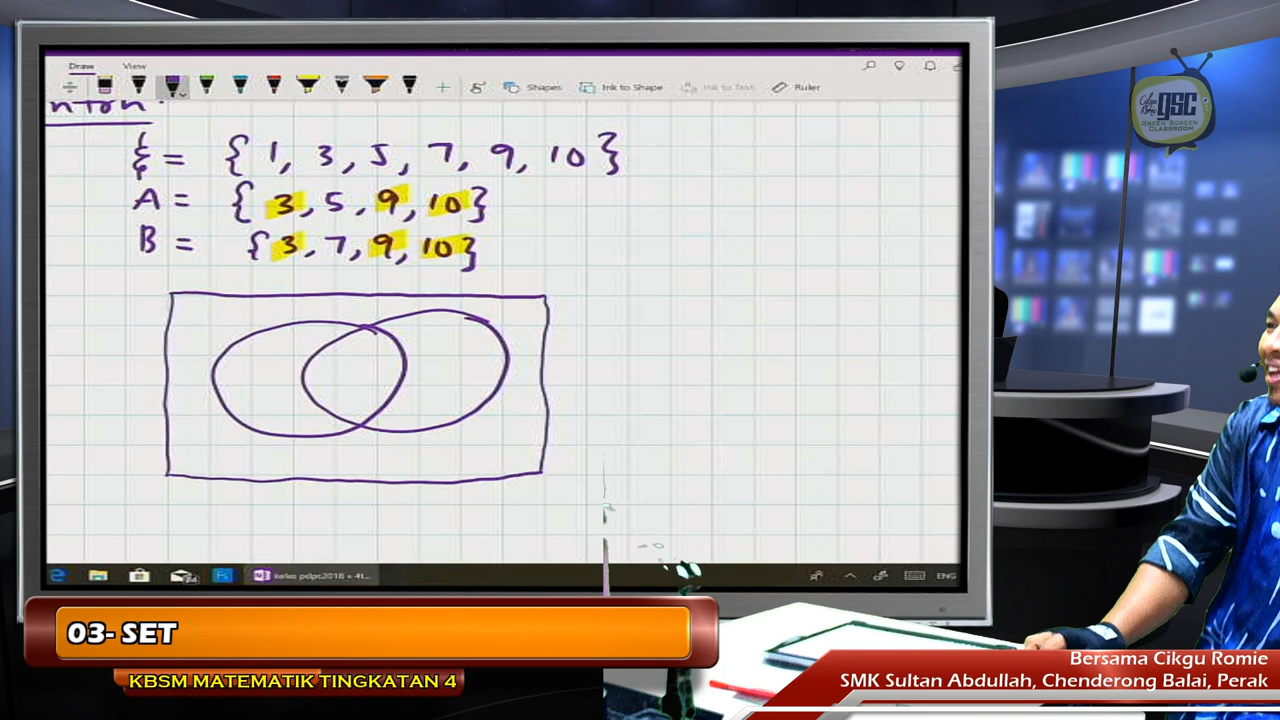 Draw View
Shapes Ink to Shape Ink to Text Ruler
ξ = { 1, 3, 5, 7, 9, 10 }
A = { 3, 5, 9, 10 }
B = { 3, 7, 9, 10 }
Cikgu Romie gsc
GREEN SCREEN
CLASSROOM
ENG
03- SET
KBSM MATEMATIK TINGKATAN 4
Bersama Cikgu Romie
SMK Sultan Abdullah, Chenderong Balai, Perak